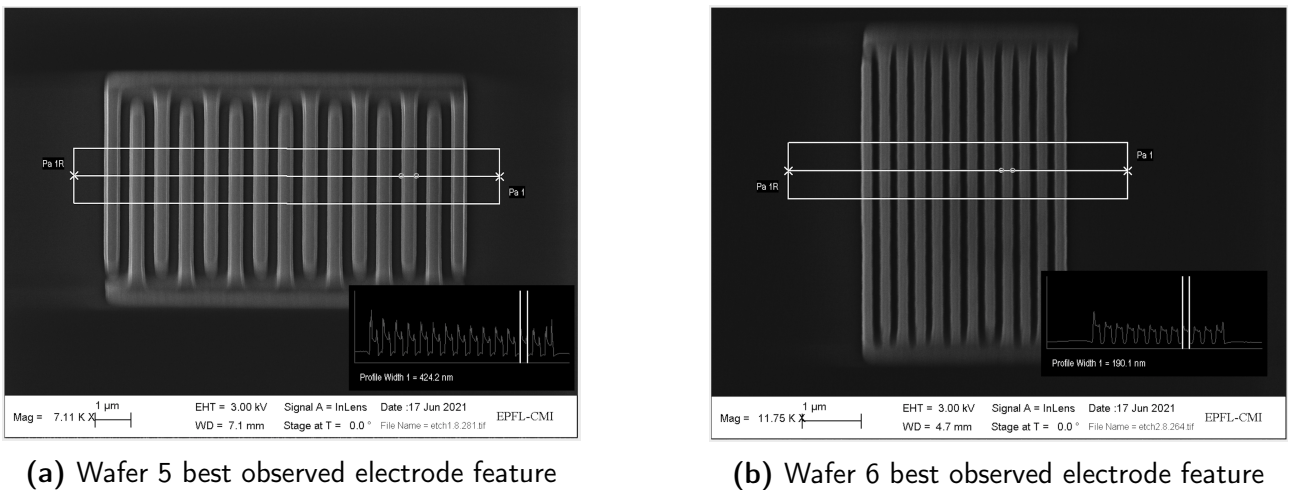 Pa 1R
Pa 1
Profile Width 1 = 424.2 nm
Mag = 7.11 K X
1 µm
EHT = 3.00 kV
Signal A = InLens
Date :17 Jun 2021
EPFL-CMI
WD = 7.1 mm
Stage at T = 0.0 °
File Name = etch1.8.281.tif
(a) Wafer 5 best observed electrode feature
Pa 1
Pa 1R
Profile Width 1 = 190.1 nm
Mag = 11.75 K X
1 µm
EHT = 3.00 kV
Signal A = InLens
Date :17 Jun 2021
EPFL-CMI
WD = 4.7 mm
Stage at T = 0.0 °
File Name = etch2.8.264.tif
(b) Wafer 6 best observed electrode feature